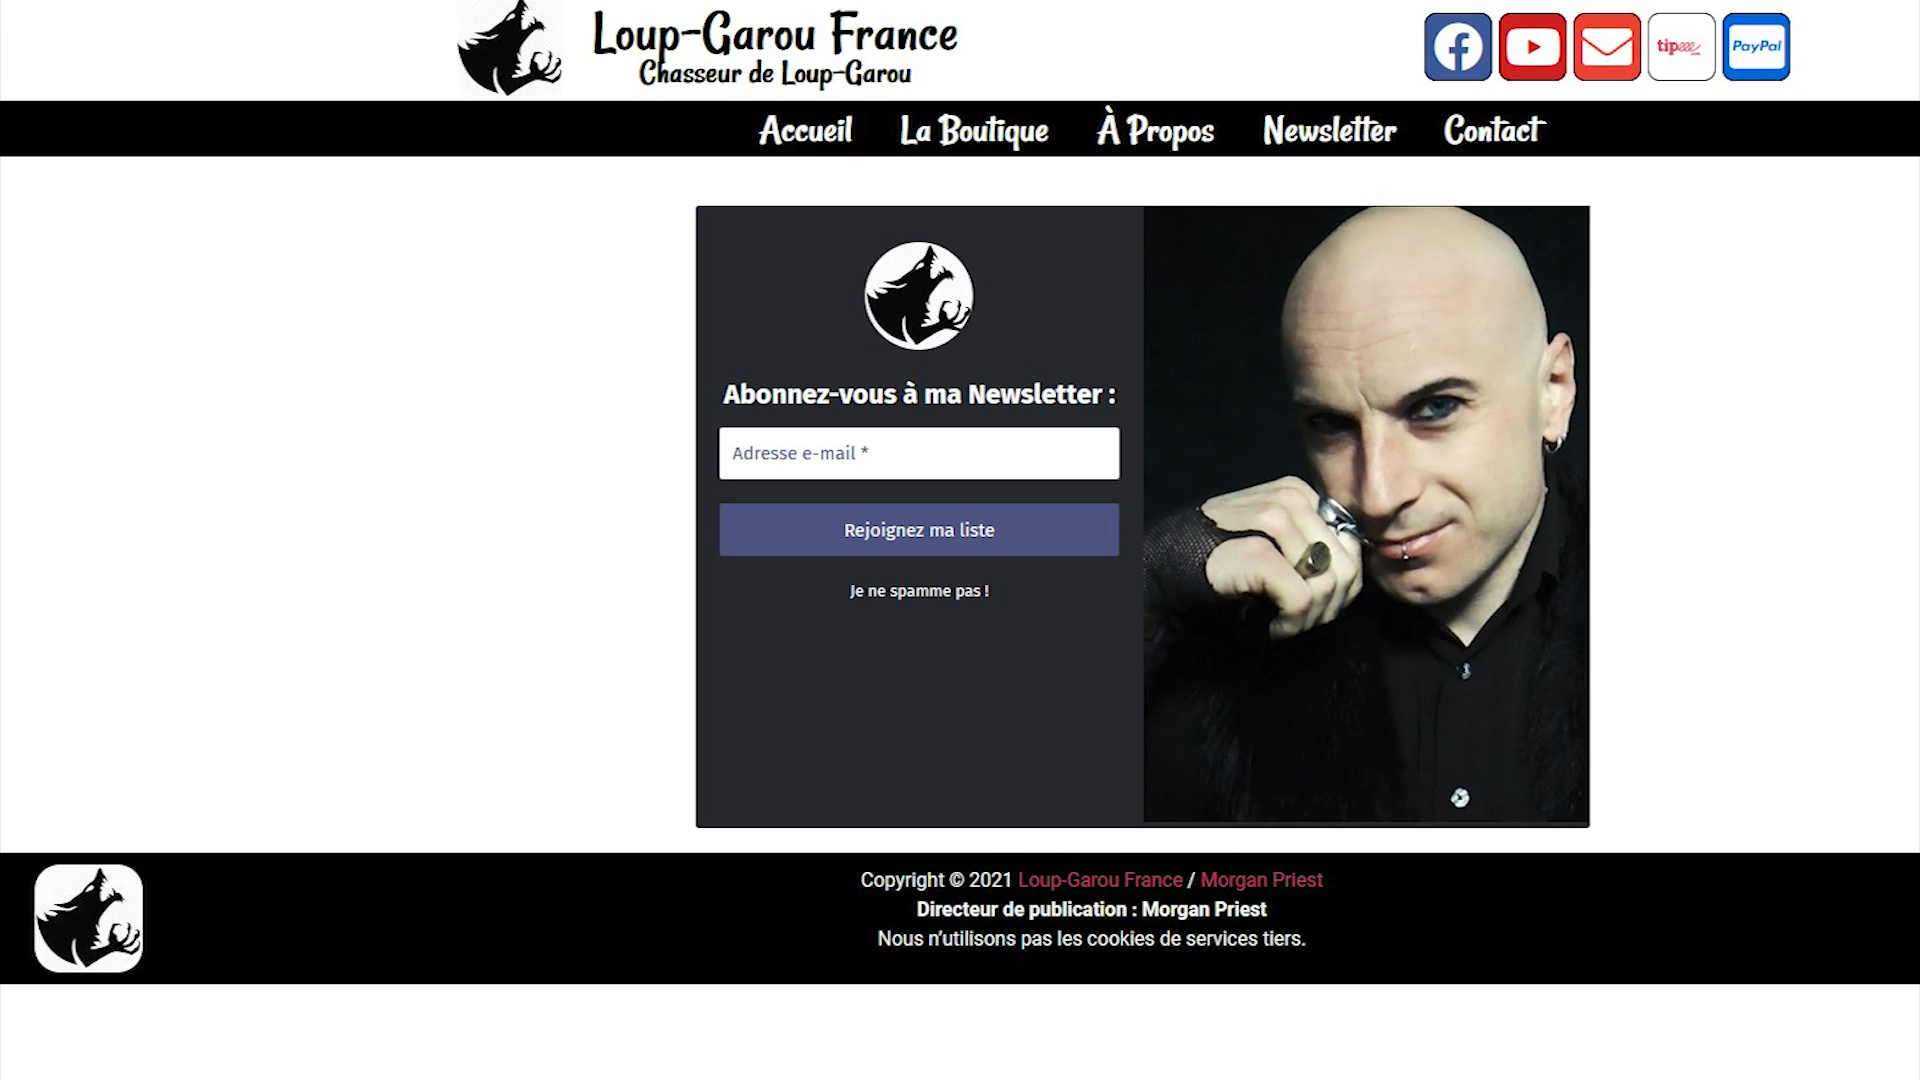 Loup-Garou France
Chasseur de Loup-Garou
tipeee
PayPal
Accueil
La Boutique
À Propos
Newsletter
Contact
Abonnez-vous à ma Newsletter :
Adresse e-mail *
Rejoignez ma liste
Je ne spamme pas !
Copyright © 2021 Loup-Garou France / Morgan Priest
Directeur de publication : Morgan Priest
Nous n’utilisons pas les cookies de services tiers.